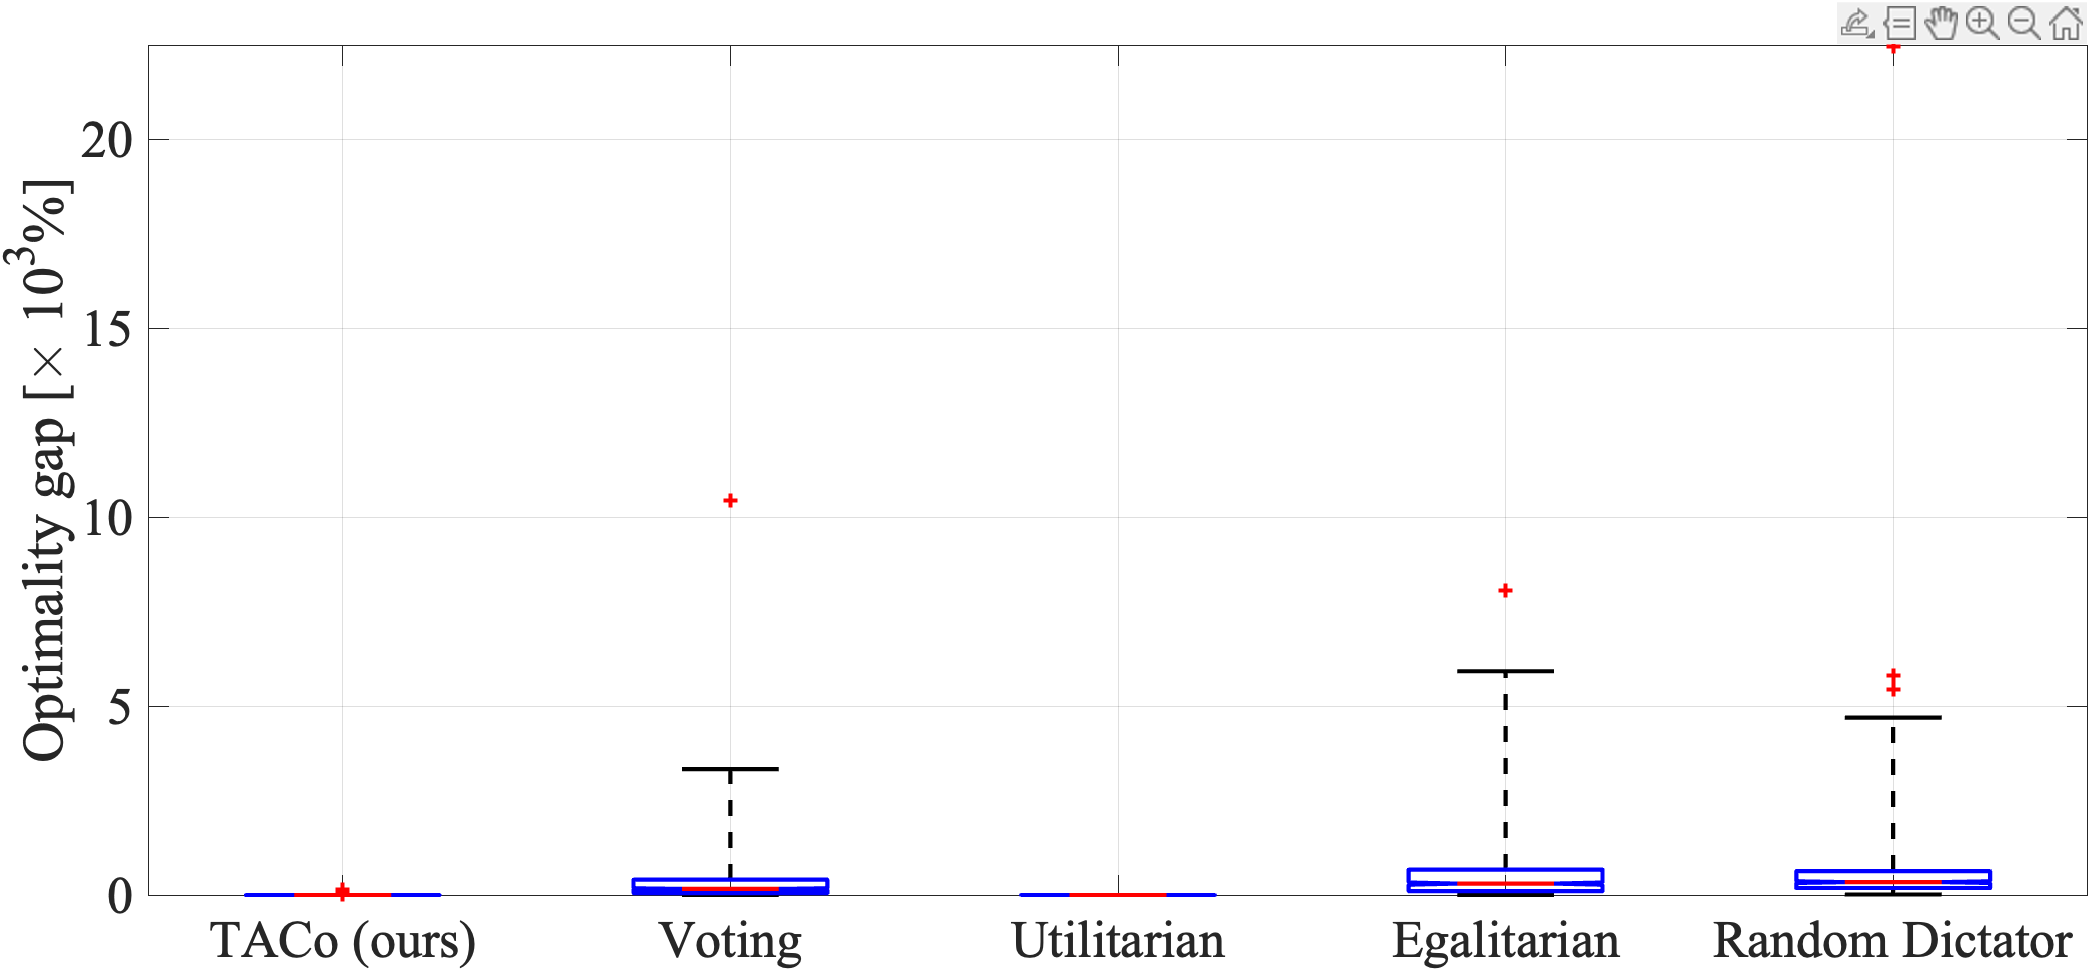 Optimality gap [× 10³%]
20
15
10
5
0
TACo (ours)
Voting
Utilitarian
Egalitarian
Random Dictator